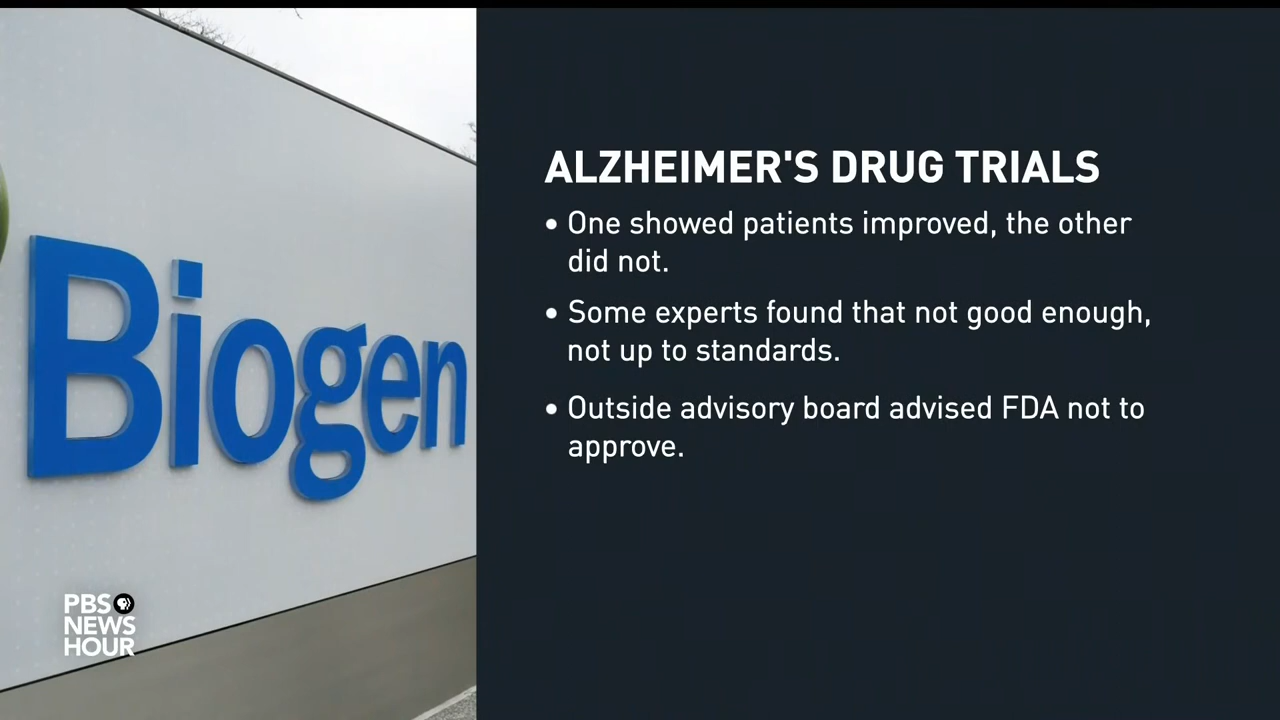 Biogen
ALZHEIMER'S DRUG TRIALS
• One showed patients improved, the other
did not.
• Some experts found that not good enough,
not up to standards.
• Outside advisory board advised FDA not to
approve.
PBS
NEWS
HOUR